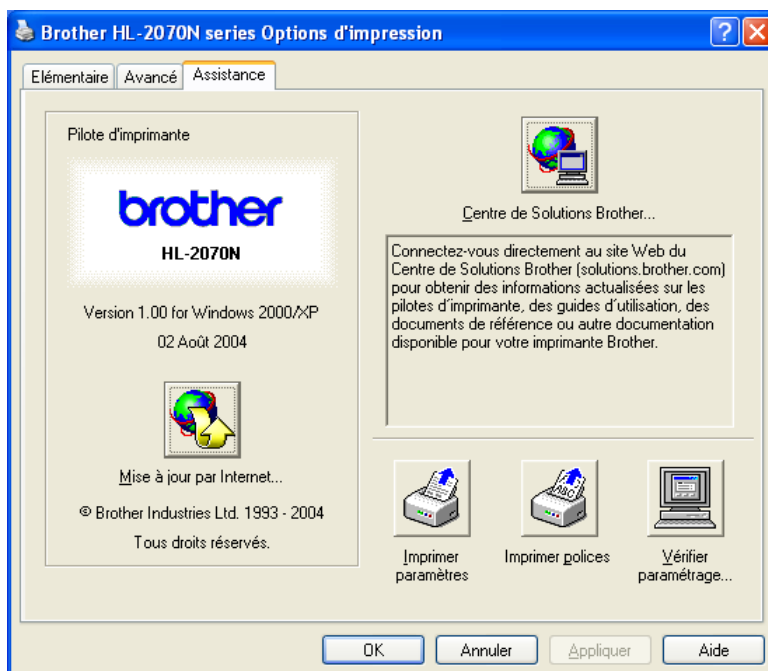 Brother HL-2070N series Options d'impression
Elémentaire
Avancé
Assistance
Pilote d'imprimante
brother
HL-2070N
Version 1.00 for Windows 2000/XP
02 Août 2004
Mise à jour par Internet...
© Brother Industries Ltd. 1993 - 2004
Tous droits réservés.
Centre de Solutions Brother...
Connectez-vous directement au site Web du
Centre de Solutions Brother (solutions.brother.com)
pour obtenir des informations actualisées sur les
pilotes d'imprimante, des guides d'utilisation, des
documents de référence ou autre documentation
disponible pour votre imprimante Brother.
Imprimer
paramètres
ABC
Imprimer polices
Vérifier
paramétrage...
OK
Annuler
Appliquer
Aide